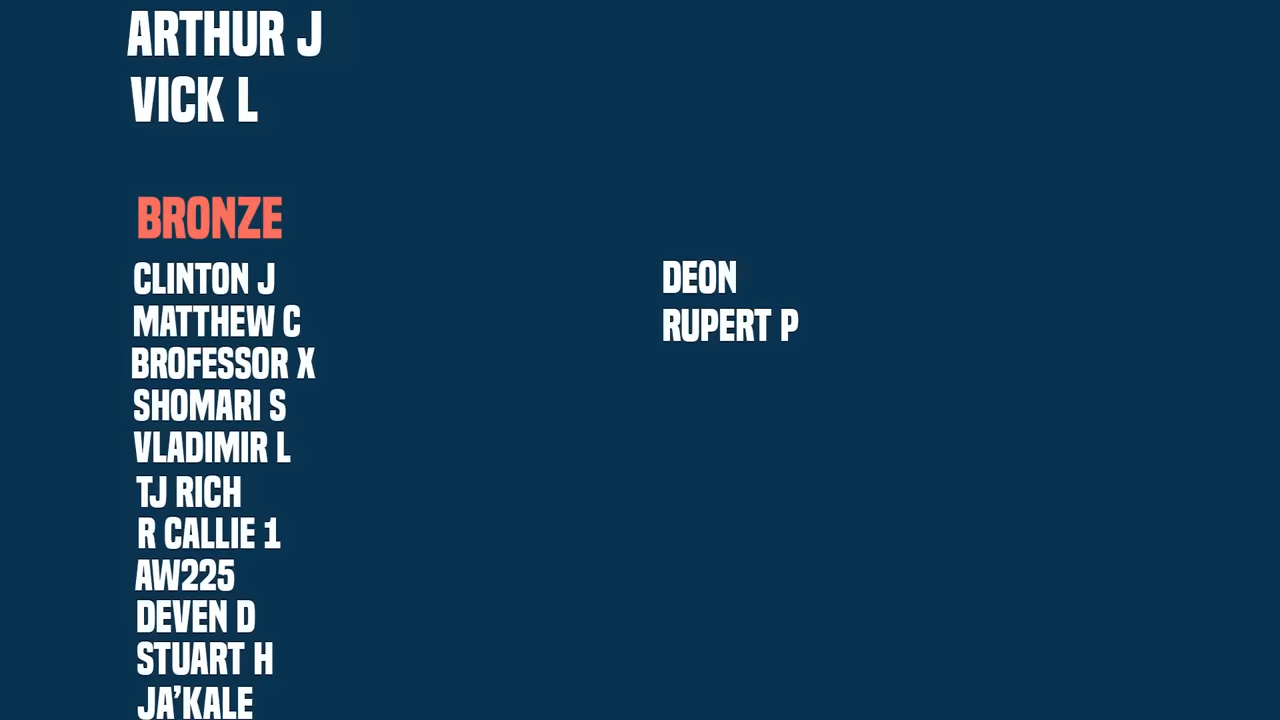 ARTHUR J
VICK L
BRONZE
CLINTON J
MATTHEW C
BROFESSOR X
SHOMARI S
VLADIMIR L
TJ RICH
R CALLIE 1
AW225
DEVEN D
STUART H
JA'KALE
DEON
RUPERT P